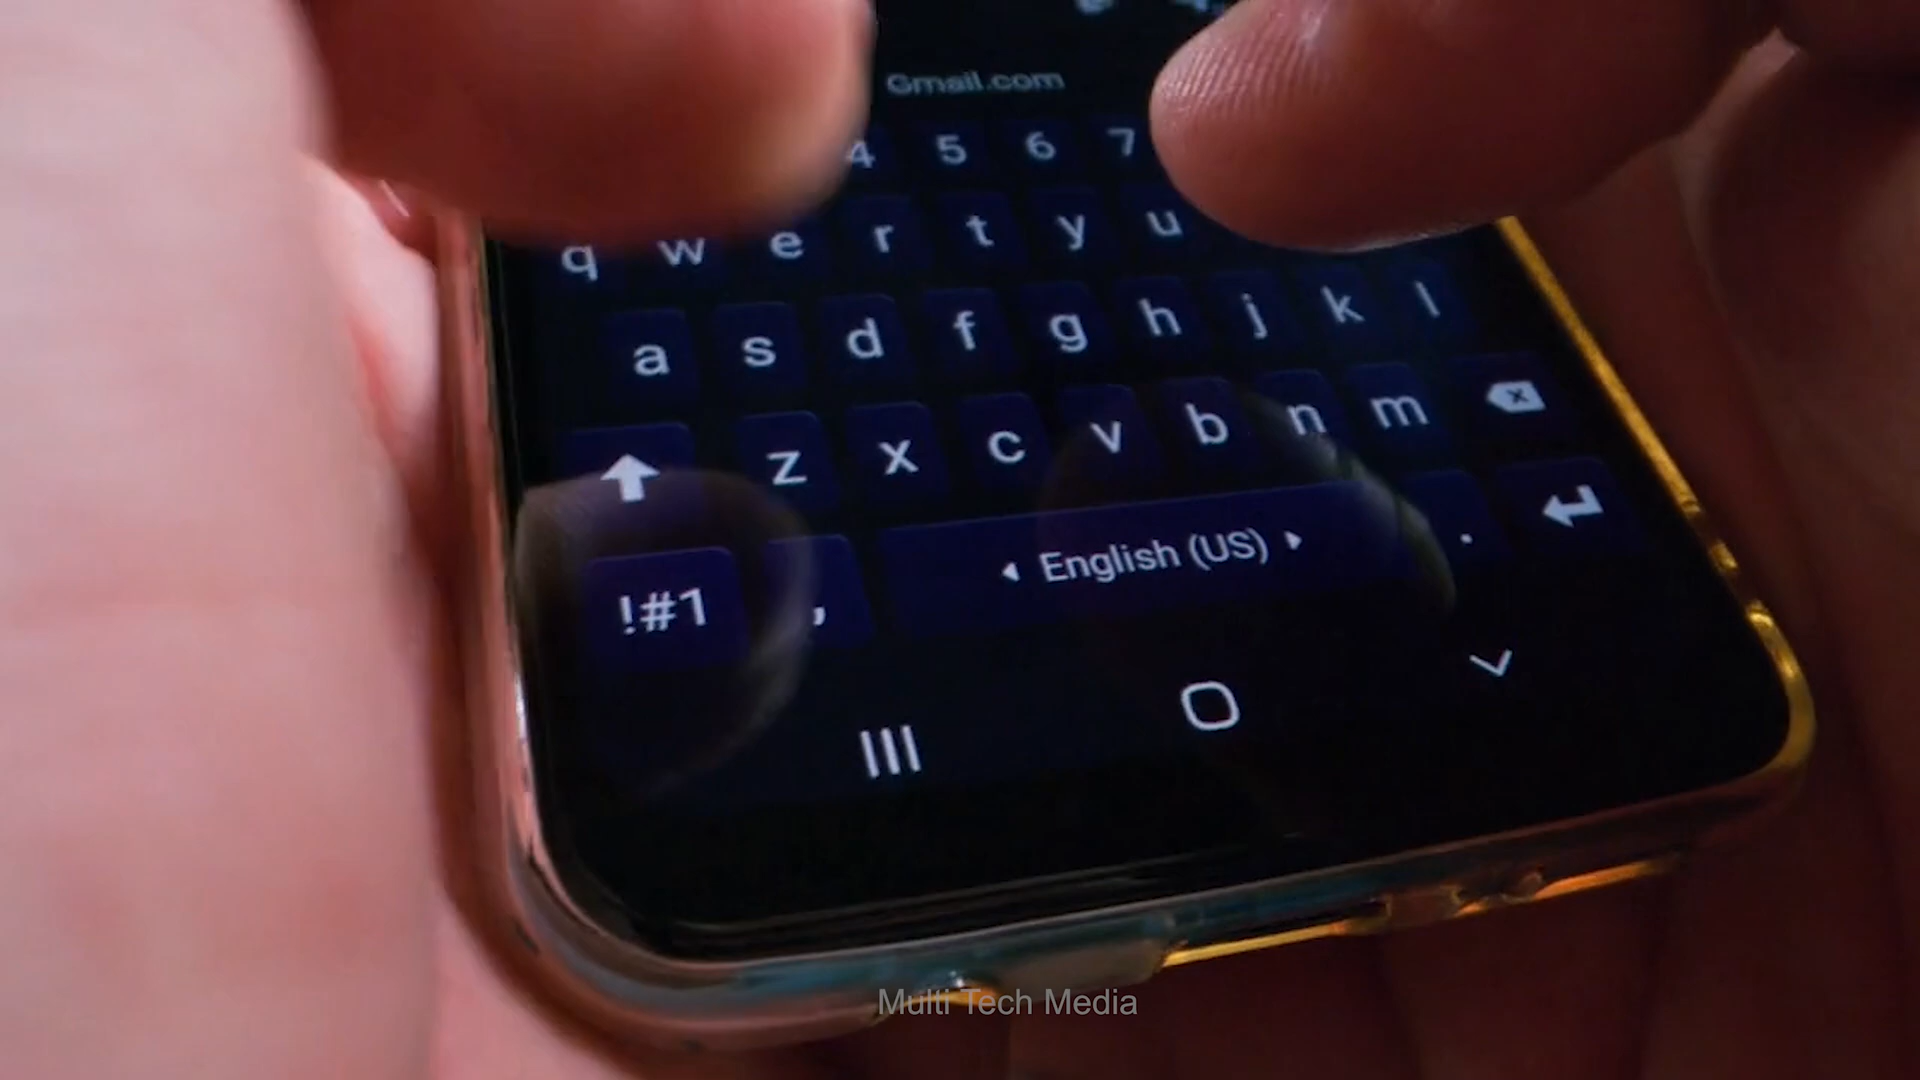 Gmail.com
4 5 6 7
q w e r t y u
a s d f g h j k l
z x c v b n m
!#1 , English (US) .
Multi Tech Media